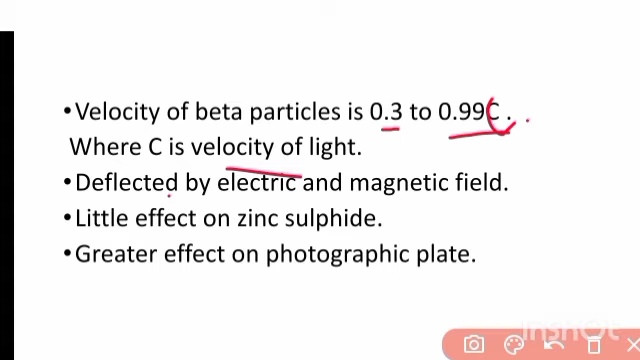 •Velocity of beta particles is 0.3 to 0.99C .
Where C is velocity of light.
•Deflected by electric and magnetic field.
•Little effect on zinc sulphide.
•Greater effect on photographic plate.
inshot